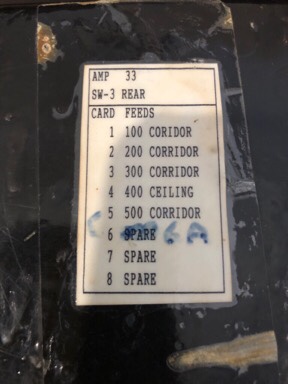 AMP 33
SW-3 REAR
CARD FEEDS
1 100 CORIDOR
2 200 CORRIDOR
3 300 CORRIDOR
4 400 CEILING
5 500 CORRIDOR
6 SPARE
7 SPARE
8 SPARE